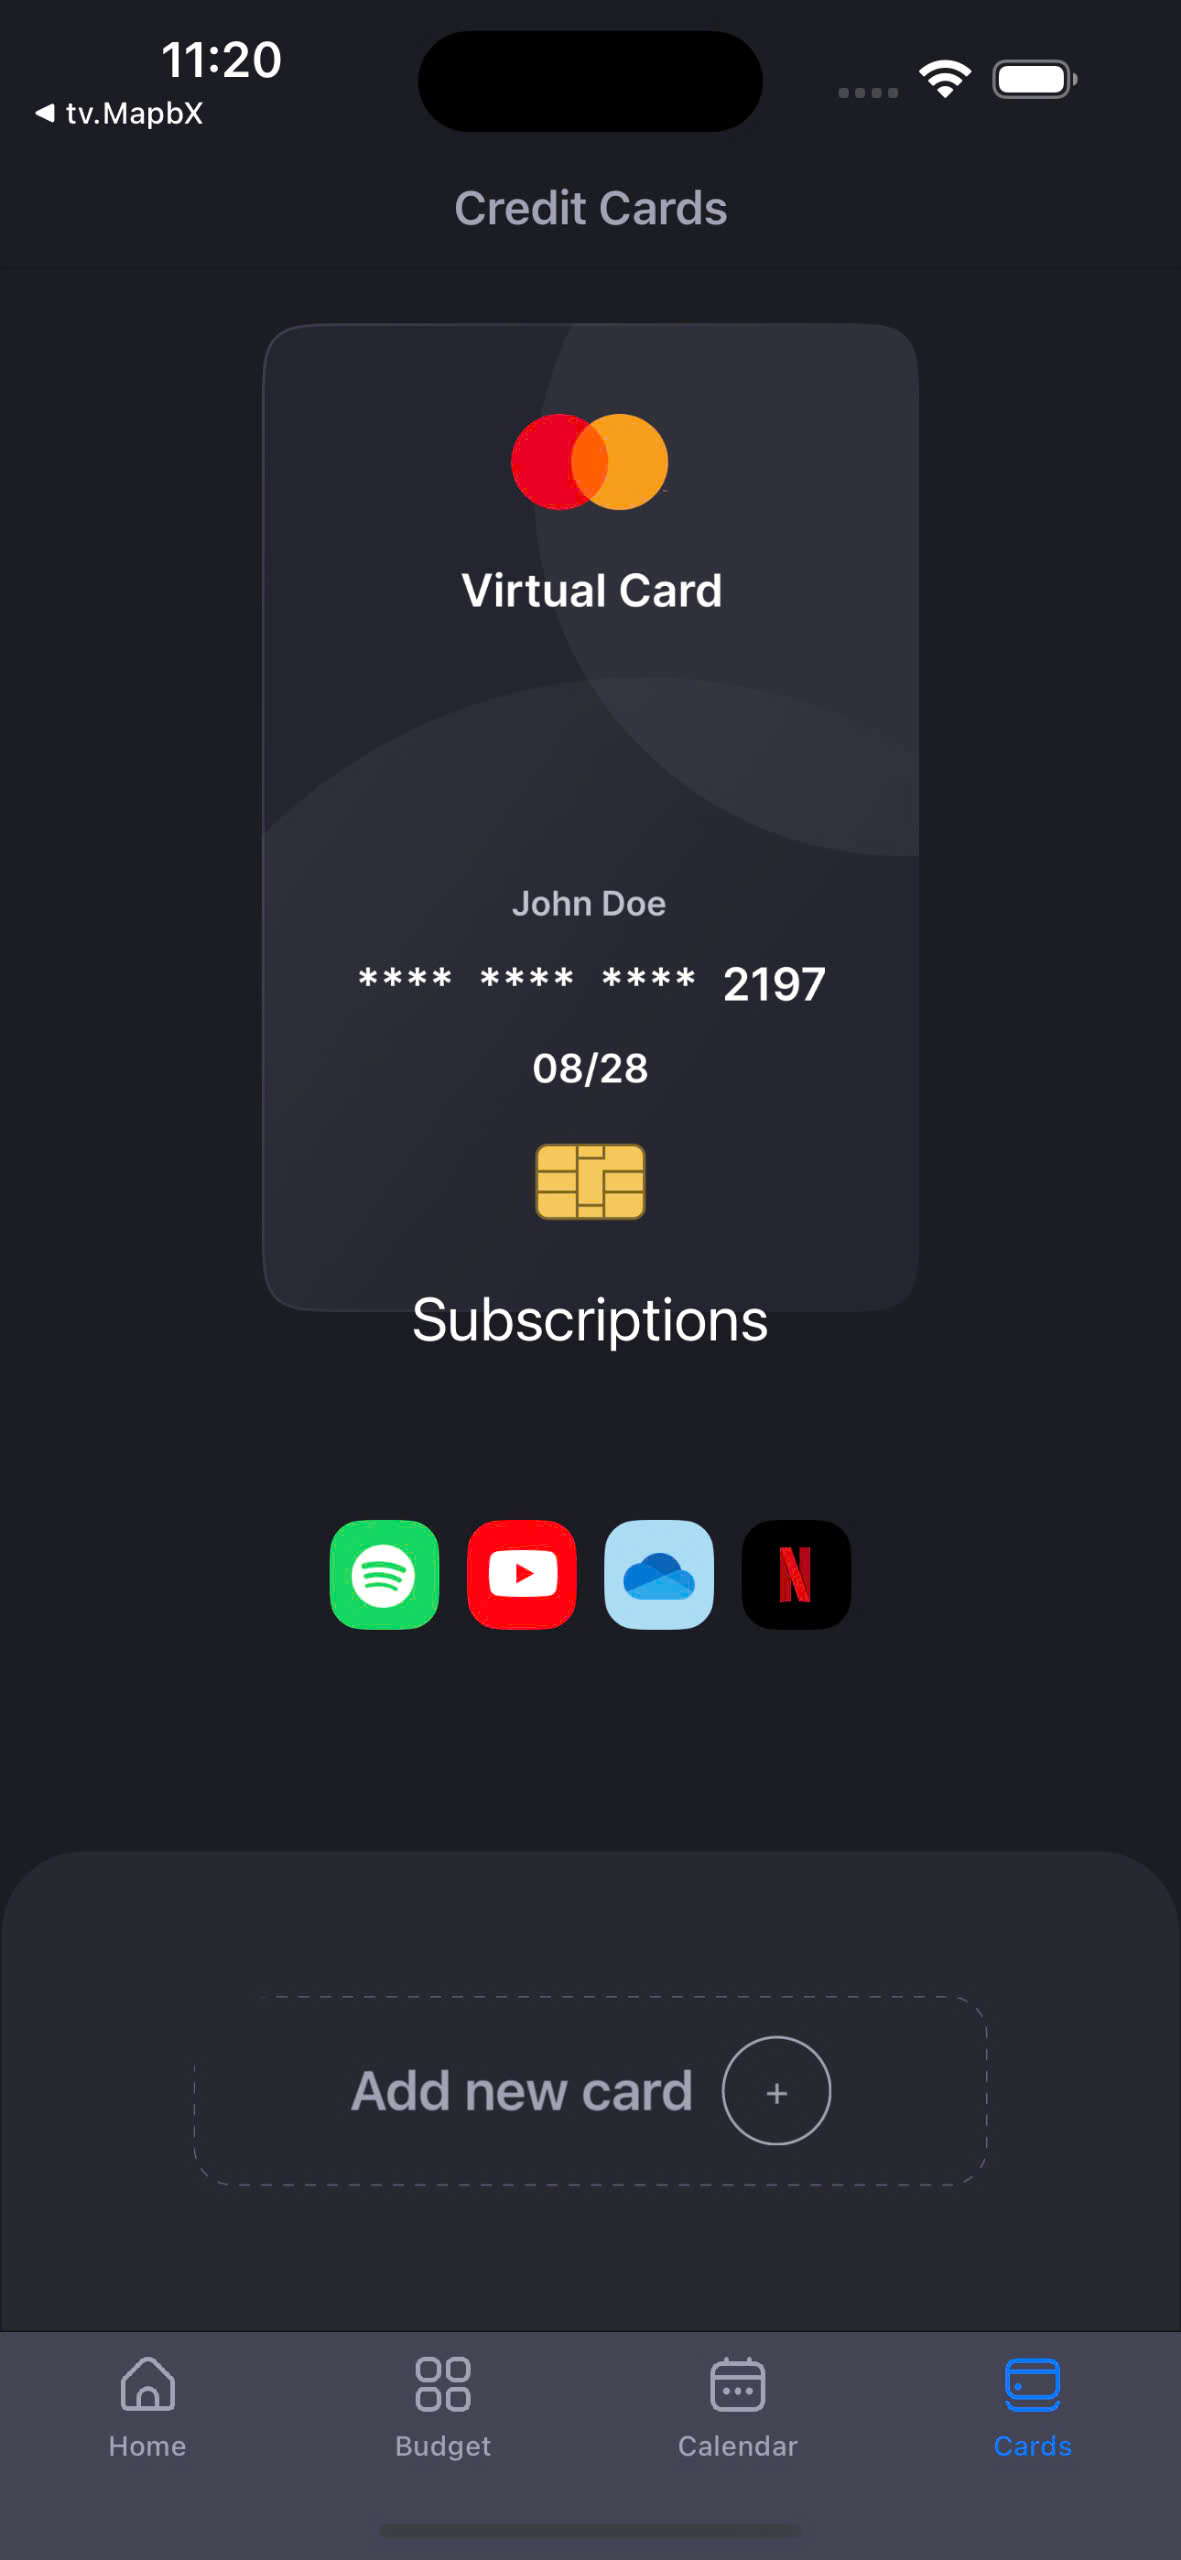 11:20
◀ tv.MapbX
Credit Cards
Virtual Card
John Doe
**** **** **** 2197
08/28
Subscriptions
N
Add new card +
Home Budget Calendar Cards